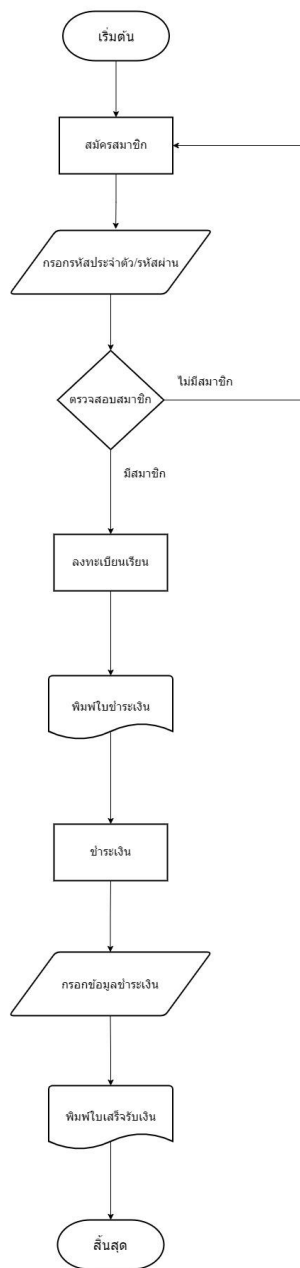 เริ่มต้น
สมัครสมาชิก
กรอกรหัสประจำตัว/รหัสผ่าน
ไม่มีสมาชิก
ตรวจสอบสมาชิก
มีสมาชิก
ลงทะเบียนเรียน
พิมพ์ใบชำระเงิน
ชำระเงิน
กรอกข้อมูลชำระเงิน
พิมพ์ใบเสร็จรับเงิน
สิ้นสุด